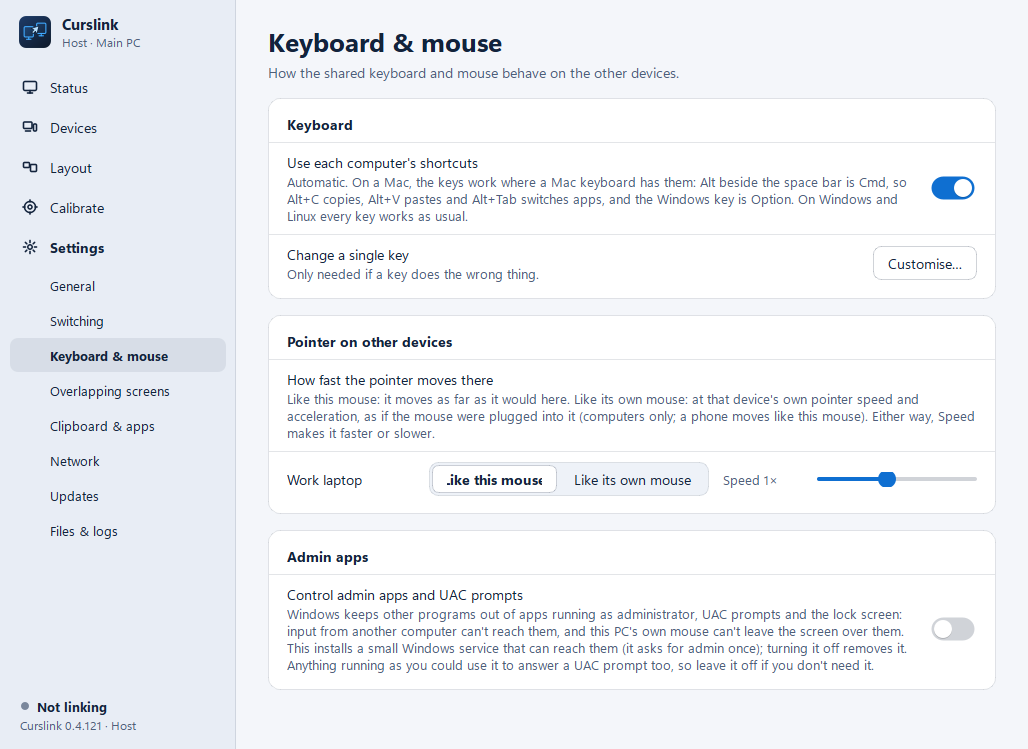 Curslink
Host · Main PC
Status
Devices
Layout
Calibrate
Settings
General
Switching
Keyboard & mouse
Overlapping screens
Clipboard & apps
Network
Updates
Files & logs
Not linking
Curslink 0.4.121 · Host
Keyboard & mouse
How the shared keyboard and mouse behave on the other devices.
Keyboard
Use each computer's shortcuts
Automatic. On a Mac, the keys work where a Mac keyboard has them: Alt beside the space bar is Cmd, so
Alt+C copies, Alt+V pastes and Alt+Tab switches apps, and the Windows key is Option. On Windows and
Linux every key works as usual.
Change a single key
Only needed if a key does the wrong thing.
Customise...
Pointer on other devices
How fast the pointer moves there
Like this mouse: it moves as far as it would here. Like its own mouse: at that device's own pointer speed and
acceleration, as if the mouse were plugged into it (computers only; a phone moves like this mouse). Either way, Speed
makes it faster or slower.
Work laptop
ike this mouse
Like its own mouse
Speed 1×
Admin apps
Control admin apps and UAC prompts
Windows keeps other programs out of apps running as administrator, UAC prompts and the lock screen:
input from another computer can't reach them, and this PC's own mouse can't leave the screen over them.
This installs a small Windows service that can reach them (it asks for admin once); turning it off removes it.
Anything running as you could use it to answer a UAC prompt too, so leave it off if you don't need it.